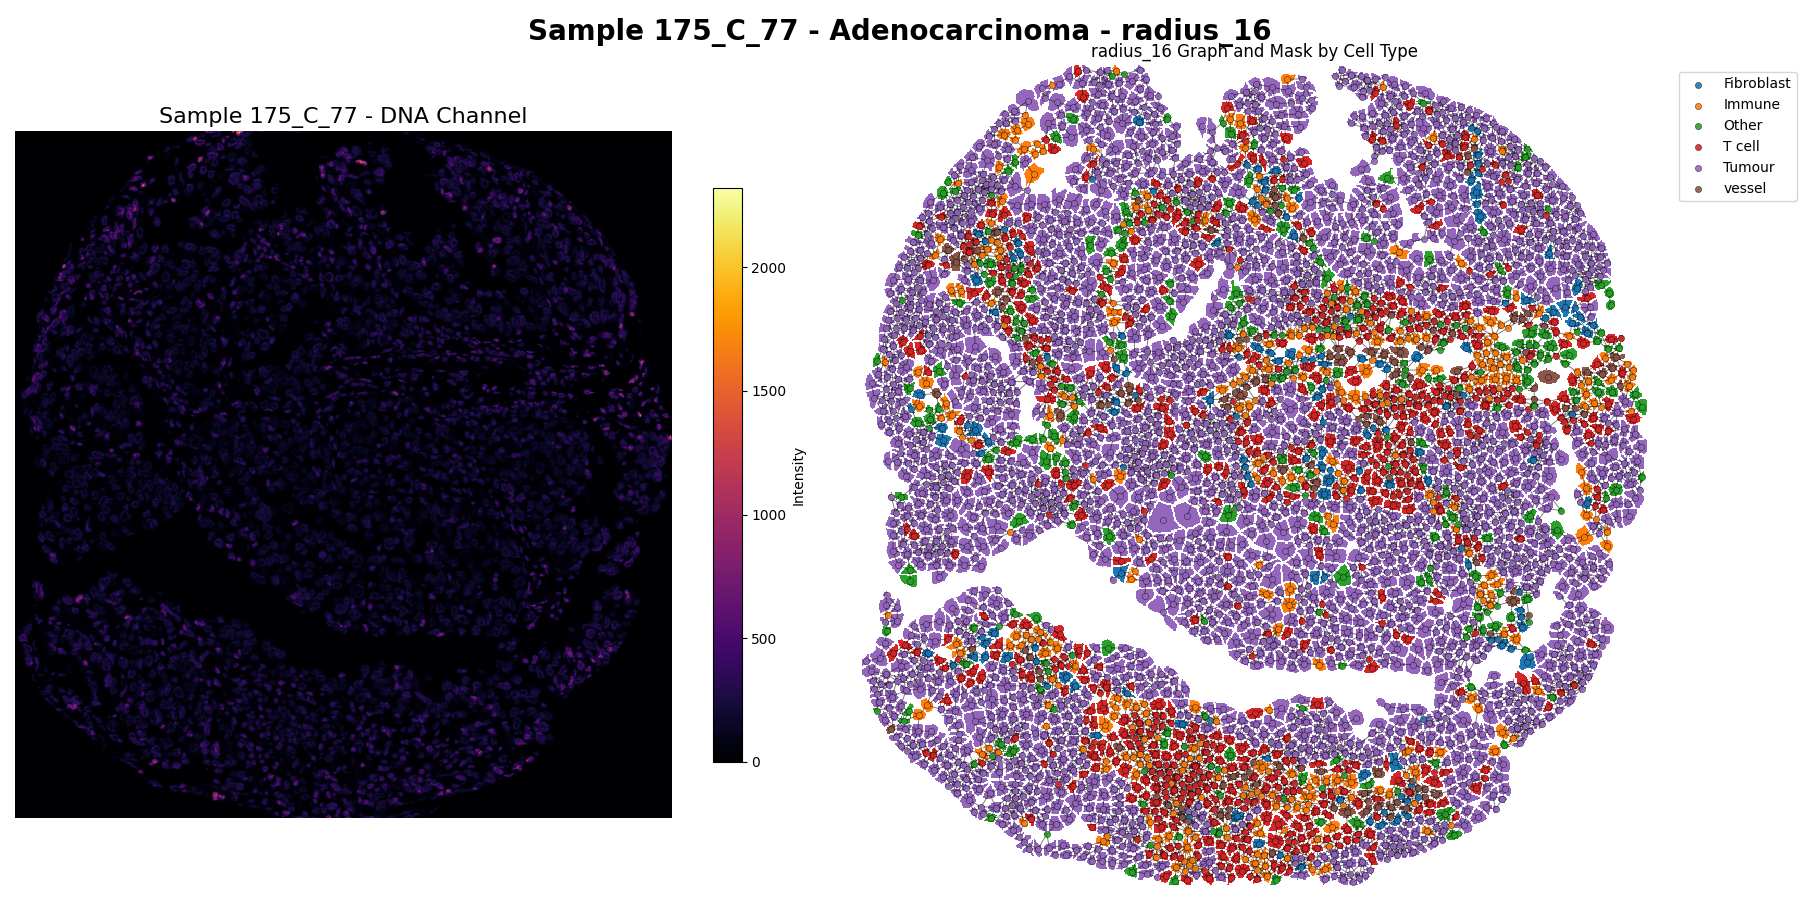 Sample 175_C_77 - Adenocarcinoma - radius_16
radius_16 Graph and Mask by Cell Type
Sample 175_C_77 - DNA Channel
Fibroblast
Immune
Other
T cell
Tumour
vessel
2000
1500
1000
500
0
Intensity